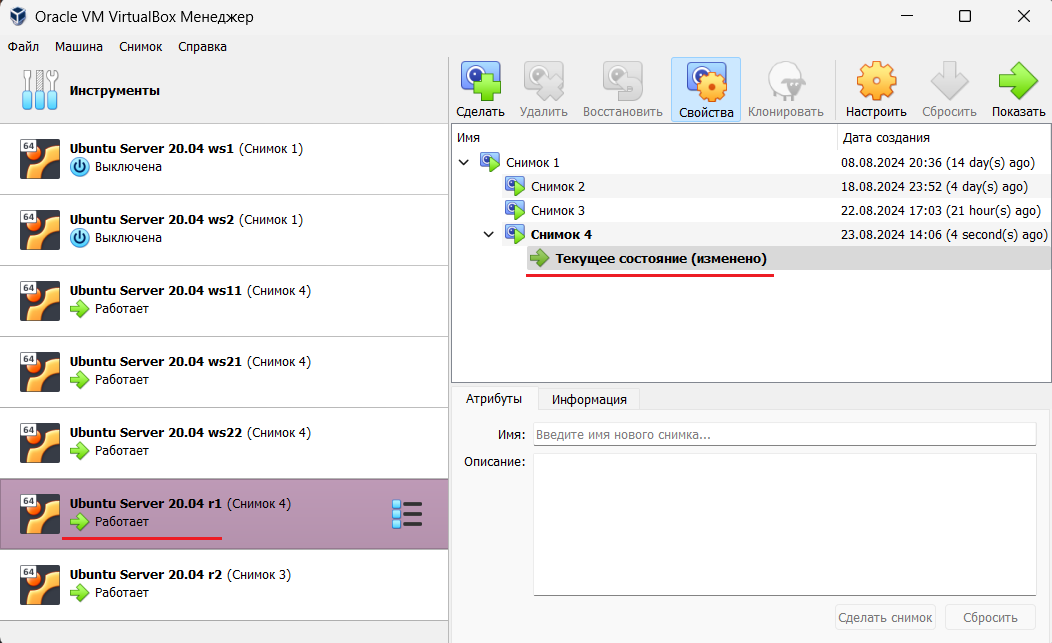 Oracle VM VirtualBox Менеджер
Файл Машина Снимок Справка
Инструменты
64
Ubuntu Server 20.04 ws1 (Снимок 1)
Выключена
64
Ubuntu Server 20.04 ws2 (Снимок 1)
Выключена
64
Ubuntu Server 20.04 ws11 (Снимок 4)
Работает
64
Ubuntu Server 20.04 ws21 (Снимок 4)
Работает
64
Ubuntu Server 20.04 ws22 (Снимок 4)
Работает
64
Ubuntu Server 20.04 r1 (Снимок 4)
Работает
64
Ubuntu Server 20.04 r2 (Снимок 3)
Работает
Сделать Удалить Восстановить Свойства Клонировать Настроить Сбросить Показать
Имя Дата создания
Снимок 1 08.08.2024 20:36 (14 day(s) ago)
Снимок 2 18.08.2024 23:52 (4 day(s) ago)
Снимок 3 22.08.2024 17:03 (21 hour(s) ago)
Снимок 4 23.08.2024 14:06 (4 second(s) ago)
Текущее состояние (изменено)
Атрибуты Информация
Имя: Введите имя нового снимка...
Описание:
Сделать снимок Сбросить